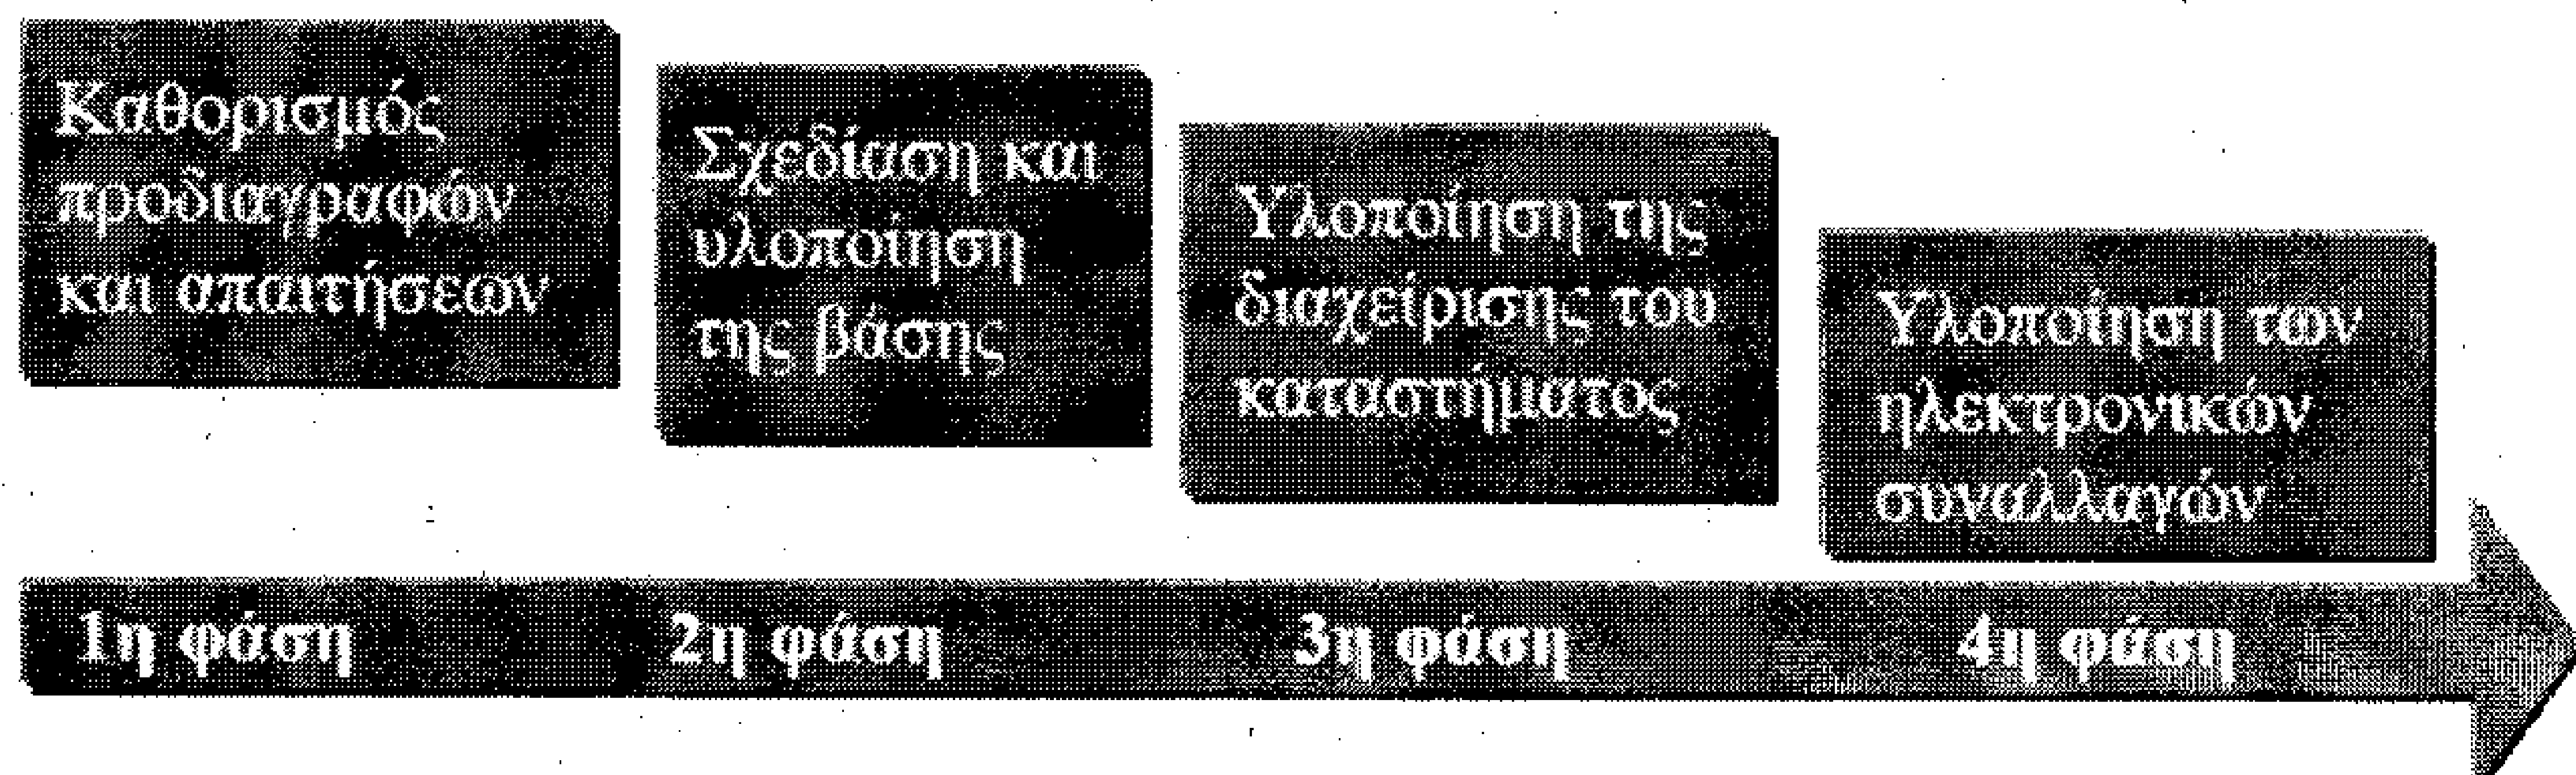 Καθορισμός
προδιαγραφών
και απαιτήσεων
Σχεδίαση και
υλοποίηση
της βάσης
Υλοποίηση της
διαχείρισης του
καταστήματος
Υλοποίηση των
ηλεκτρονικών
συναλλαγών
1η φάση
2η φάση
3η φάση
4η φάση